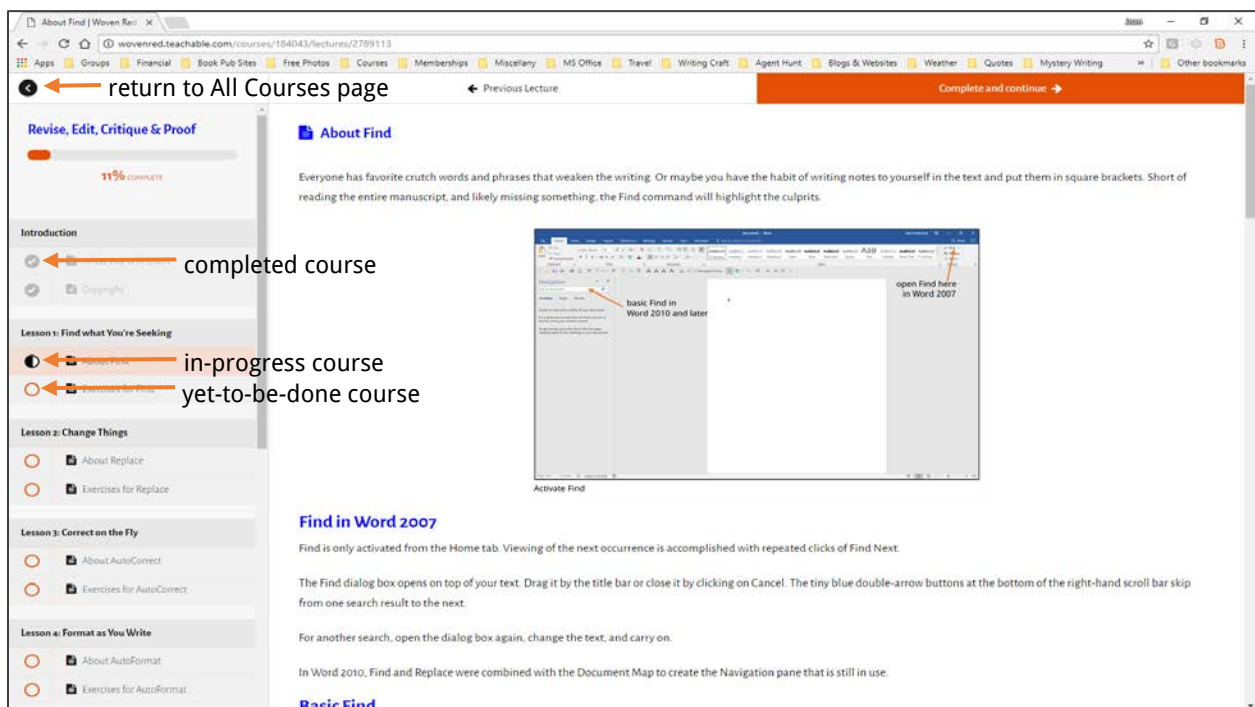 About Find | Woven Red
wovenred.teachable.com/courses/184043/lectures/2789113
Apps Groups Financial Book Pub Sites Free Photos Courses Memberships Miscellany MS Office Travel Writing Craft Agent Hunt Blogs & Websites Weather Quotes Mystery Writing » Other bookmarks
return to All Courses page
Previous Lecture
Complete and continue
Revise, Edit, Critique & Proof
11% COMPLETE
Introduction
completed course
Copyright
Lesson 1: Find what You're Seeking
About Find
in-progress course
Exercises for Find
yet-to-be-done course
Lesson 2: Change Things
About Replace
Exercises for Replace
Lesson 3: Correct on the Fly
About AutoCorrect
Exercises for AutoCorrect
Lesson 4: Format as You Write
About AutoFormat
Exercises for AutoFormat
About Find
Everyone has favorite crutch words and phrases that weaken the writing. Or maybe you have the habit of writing notes to yourself in the text and put them in square brackets. Short of
reading the entire manuscript, and likely missing something, the Find command will highlight the culprits.
Navigation
basic Find in
Word 2010 and later
open Find here
in Word 2007
Activate Find
Find in Word 2007
Find is only activated from the Home tab. Viewing of the next occurrence is accomplished with repeated clicks of Find Next.
The Find dialog box opens on top of your text. Drag it by the title bar or close it by clicking on Cancel. The tiny blue double-arrow buttons at the bottom of the right-hand scroll bar skip
from one search result to the next.
For another search, open the dialog box again, change the text, and carry on.
In Word 2010, Find and Replace were combined with the Document Map to create the Navigation pane that is still in use.
Basic Find